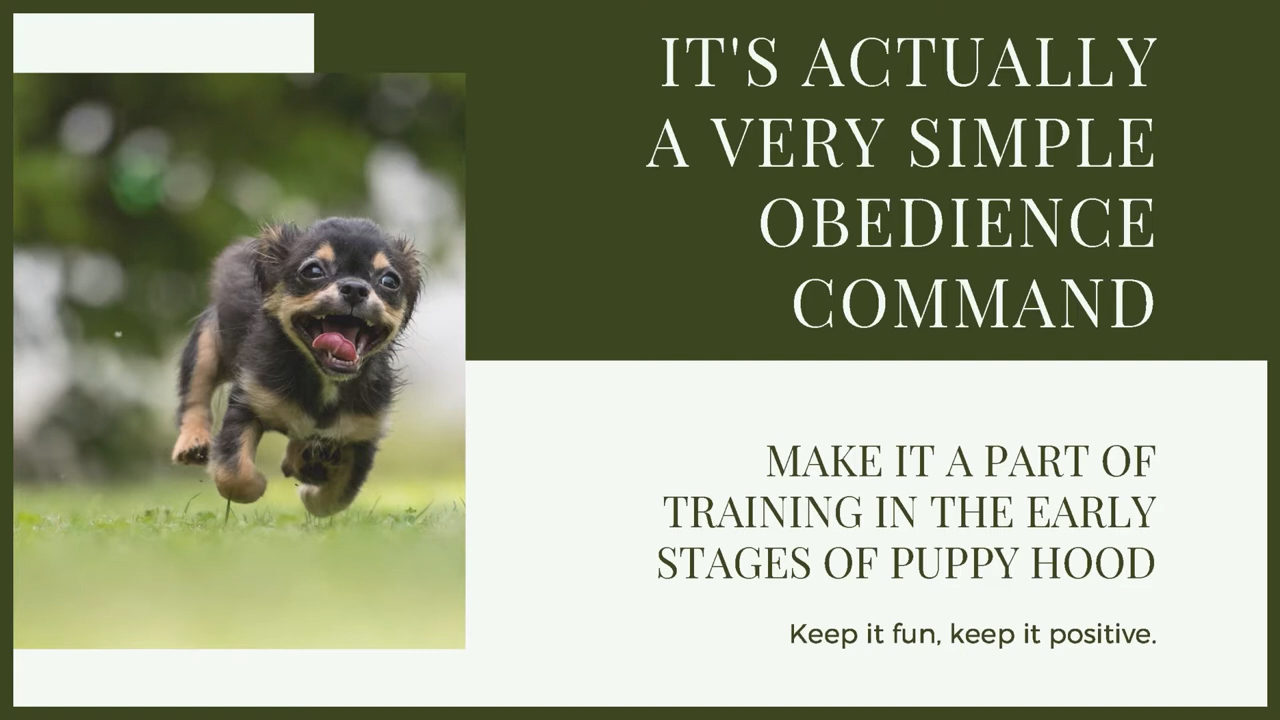 IT'S ACTUALLY
A VERY SIMPLE
OBEDIENCE
COMMAND
MAKE IT A PART OF
TRAINING IN THE EARLY
STAGES OF PUPPY HOOD
Keep it fun, keep it positive.